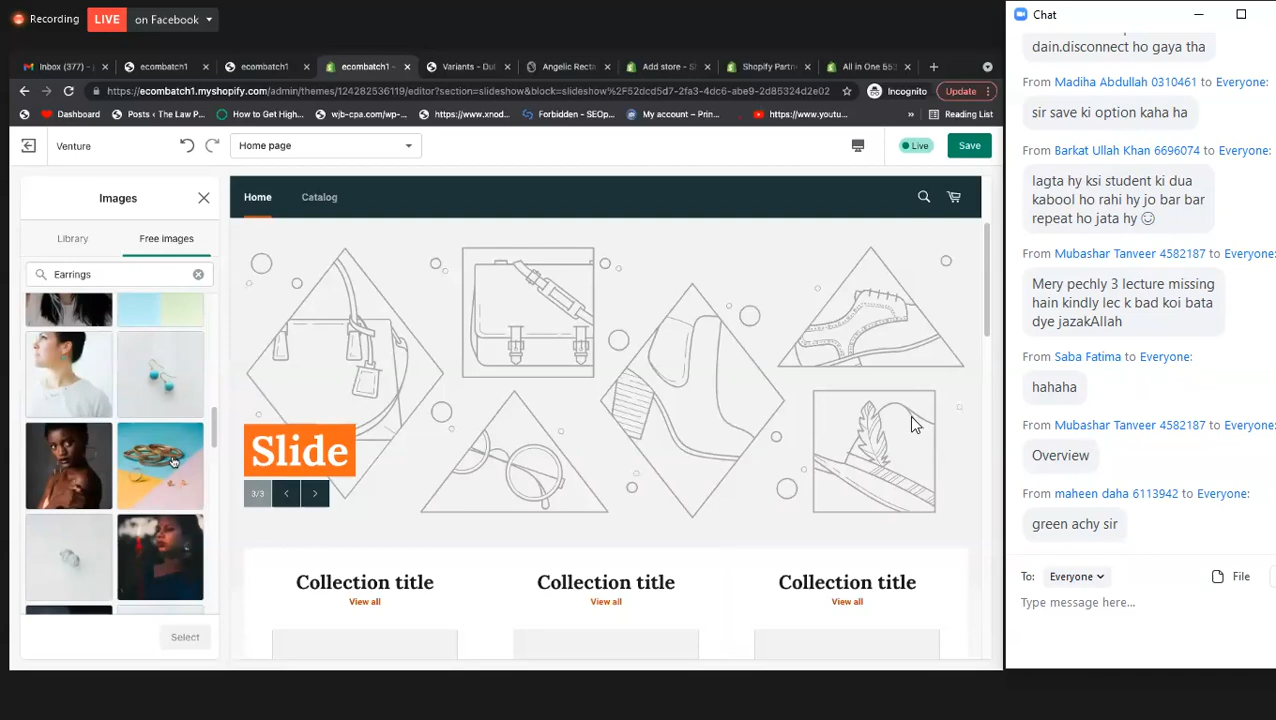 Recording
LIVE
on Facebook
Inbox (377) –
ecombatch1
ecombatch1
ecombatch1 –
Variants – Dul
Angelic Recta
Add store – S
Shopify Partn
All in One 553
https://ecombatch1.myshopify.com/admin/themes/124282536119/editor?section=slideshow&block=slideshow%2F52dcd5d7-2fa3-4dc6-abe9-2d85324d2e02
Incognito
Update
Dashboard
Posts ‹ The Law P...
How to Get High...
wjb-cpa.com/wp-...
https://www.xnod...
Forbidden – SEOp...
My account – Prin...
https://www.youtu...
»
Reading List
Venture
Home page
Live
Save
Images
Library
Free images
Earrings
Select
Home
Catalog
Slide
3/3
Collection title
View all
Collection title
View all
Collection title
View all
Chat
dain.disconnect ho gaya tha
From Madiha Abdullah 0310461 to Everyone:
sir save ki option kaha ha
From Barkat Ullah Khan 6696074 to Everyone:
lagta hy ksi student ki dua
kabool ho rahi hy jo bar bar
repeat ho jata hy ☺
From Mubashar Tanveer 4582187 to Everyone:
Mery pechly 3 lecture missing
hain kindly lec k bad koi bata
dye jazakAllah
From Saba Fatima to Everyone:
hahaha
From Mubashar Tanveer 4582187 to Everyone:
Overview
From maheen daha 6113942 to Everyone:
green achy sir
To:
Everyone
File
Type message here...